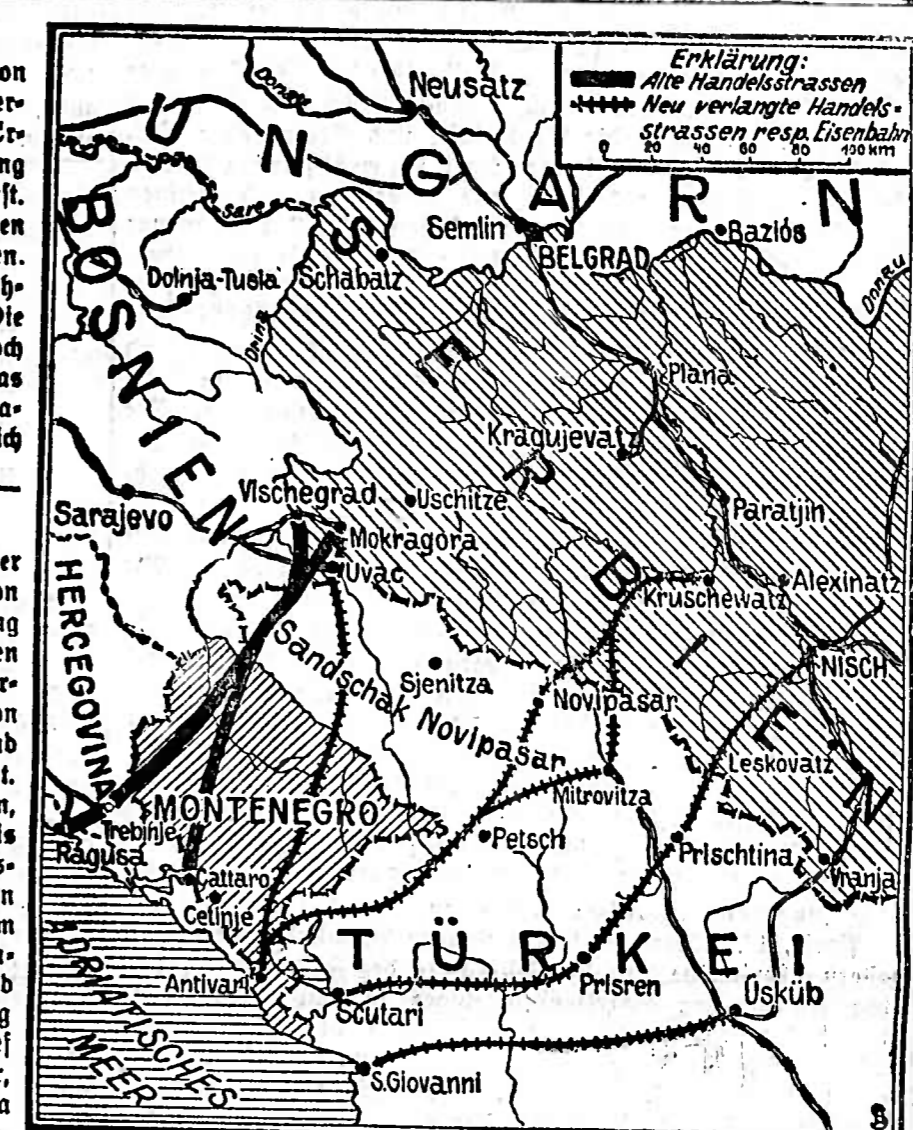 Erklärung:
Alte Handelsstrassen
Neu verlangte Handels-
strassen resp. Eisenbahn
0 20 40 60 80 100 km
Donau
Neusatz
UNGARN
Save
Semlin
BELGRAD
Baziós
Donau
BOSNIEN
Dolnja-Tusla
Schabatz
Drina
SERBIEN
Plana
Kragujevatz
Vischegrad
Uschitze
Paratjin
Sarajevo
Mokragora
Uvac
Alexinatz
Kruschewatz
HERCEGOVINA
Sandschak Novipasar
Sjenitza
Novipasar
NISCH
Leskovatz
Mitrovitza
MONTENEGRO
Trebinje
Ragusa
Petsch
Prischtina
Vranja
Cattaro
Cetinje
TÜRKEI
Antivari
Prisren
Scutari
Üsküb
ADRIATISCHES
MEER
S.Giovanni